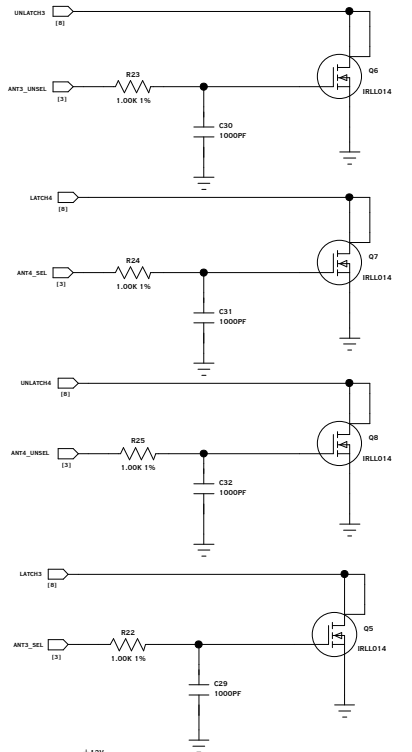 UNLATCH3
[8]
Q6
R23
ANT3_UNSEL
IRLL014
[3]
1.00K 1%
C30
1000PF
LATCH4
[8]
Q7
R24
ANT4_SEL
IRLL014
[3]
1.00K 1%
C31
1000PF
UNLATCH4
[8]
Q8
R25
ANT4_UNSEL
IRLL014
[3]
1.00K 1%
C32
1000PF
LATCH3
[8]
Q5
R22
ANT3_SEL
IRLL014
[3]
1.00K 1%
C29
1000PF